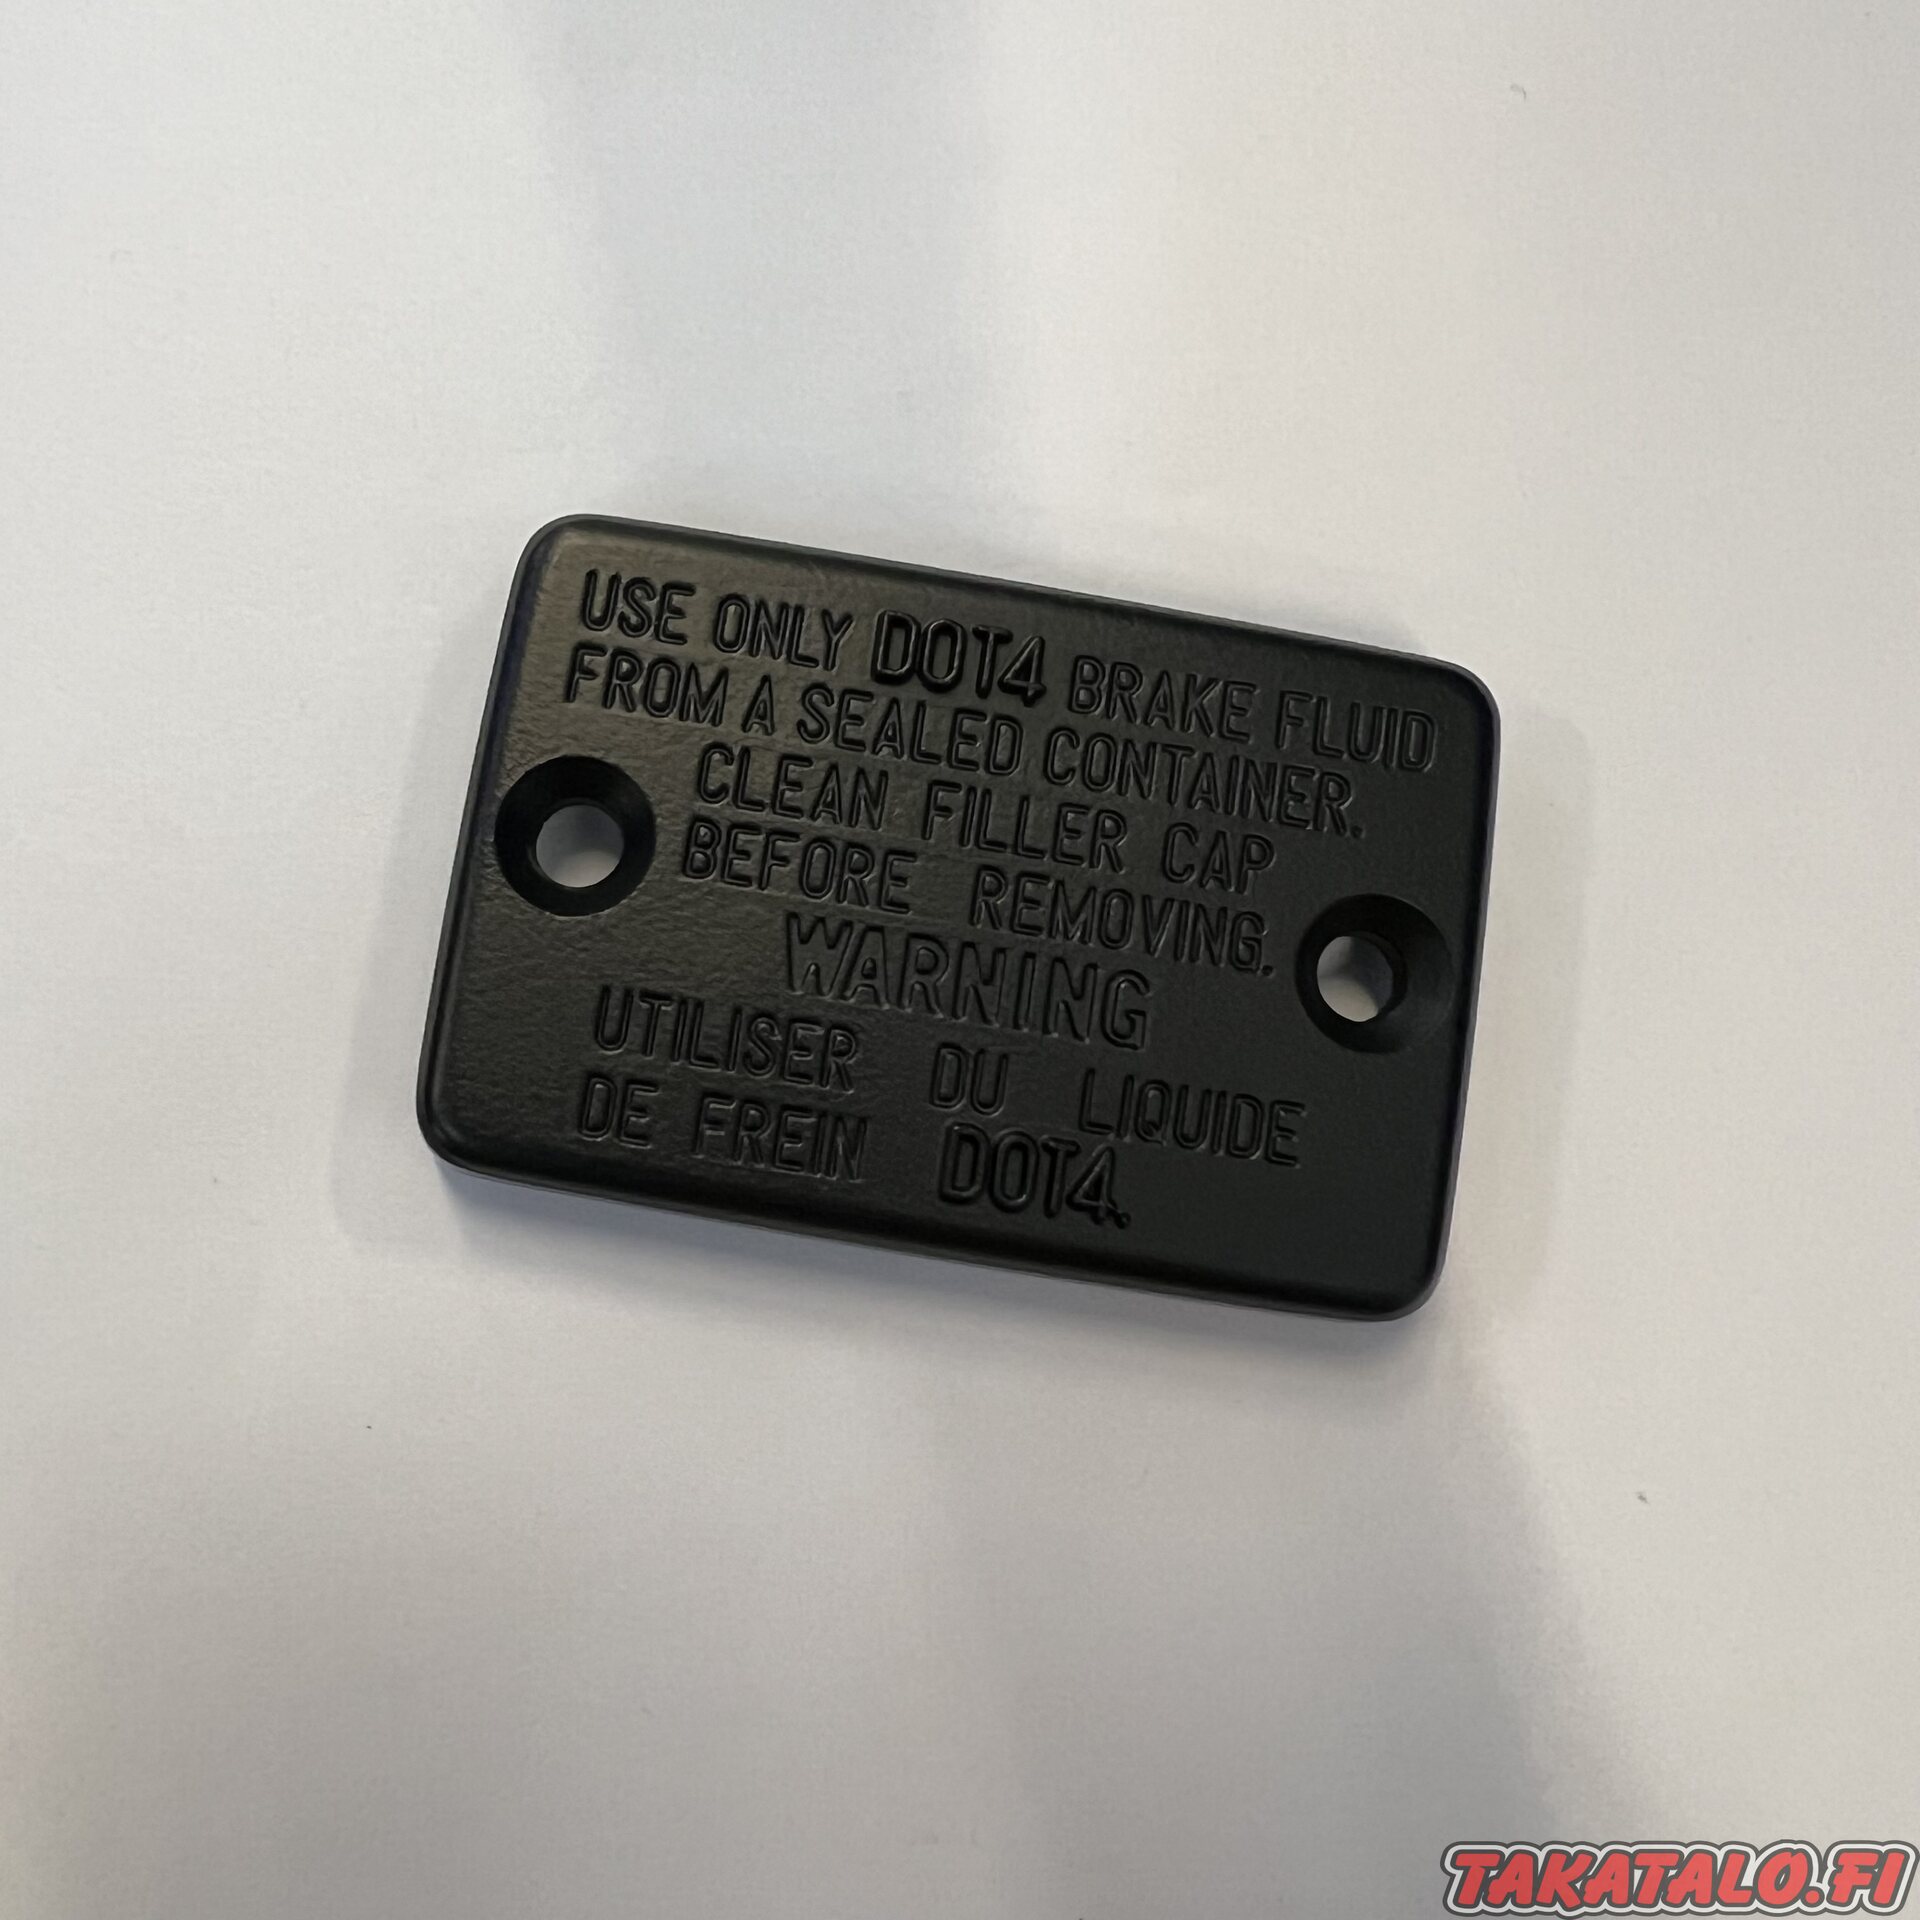 USE ONLY DOT4 BRAKE FLUID
FROM A SEALED CONTAINER.
CLEAN FILLER CAP
BEFORE REMOVING.
WARNING
UTILISER DU LIQUIDE
DE FREIN DOT4.
TAKATALO.FI